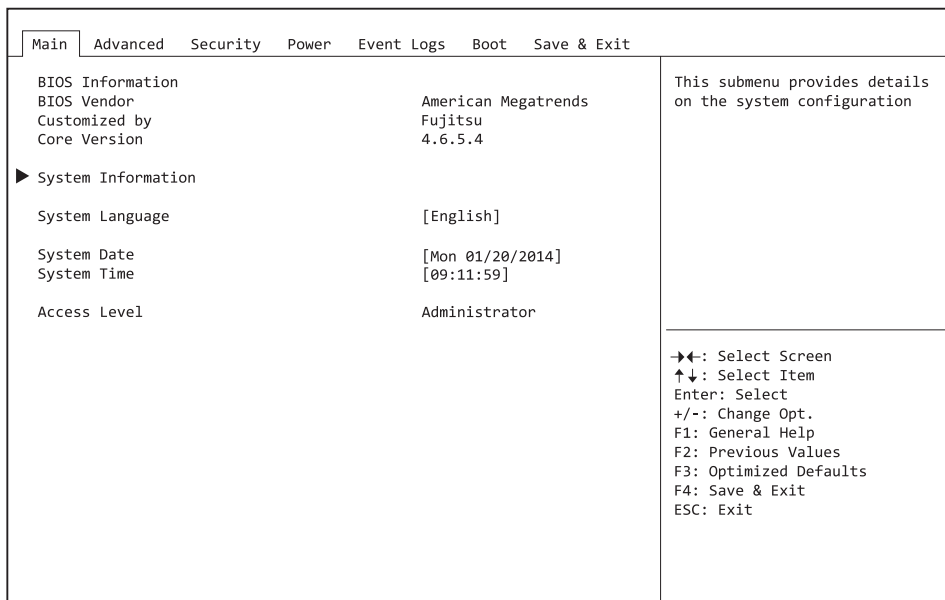 Main Advanced Security Power Event Logs Boot Save & Exit
BIOS Information
BIOS Vendor American Megatrends
Customized by Fujitsu
Core Version 4.6.5.4
▶ System Information
System Language [English]
System Date [Mon 01/20/2014]
System Time [09:11:59]
Access Level Administrator
This submenu provides details
on the system configuration
→←: Select Screen
↑↓: Select Item
Enter: Select
+/-: Change Opt.
F1: General Help
F2: Previous Values
F3: Optimized Defaults
F4: Save & Exit
ESC: Exit